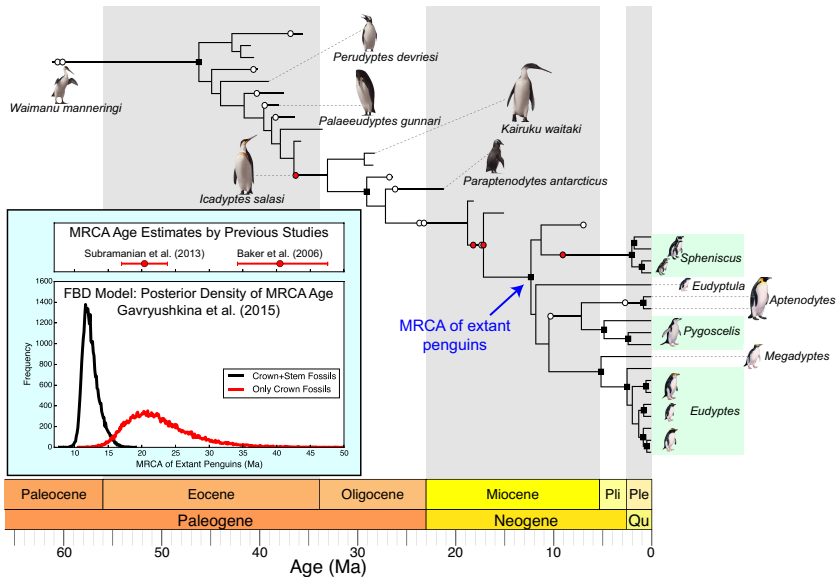 Waimanu manneringi
Perudyptes devriesi
Palaeeudyptes gunnari
Kairuku waitaki
Icadyptes salasi
Paraptenodytes antarcticus
MRCA of extant
penguins
Spheniscus
Eudyptula
Aptenodytes
Pygoscelis
Megadyptes
Eudyptes
MRCA Age Estimates by Previous Studies
Subramanian et al. (2013) Baker et al. (2006)
FBD Model: Posterior Density of MRCA Age
Gavryushkina et al. (2015)
Frequency
1600
1400
1200
1000
800
600
400
200
0
Crown+Stem Fossils
Only Crown Fossils
10 15 20 25 30 35 40 45 50
MRCA of Extant Penguins (Ma)
Paleocene Eocene Oligocene Miocene Pli Ple
Paleogene Neogene Qu
60 50 40 30 20 10 0
Age (Ma)